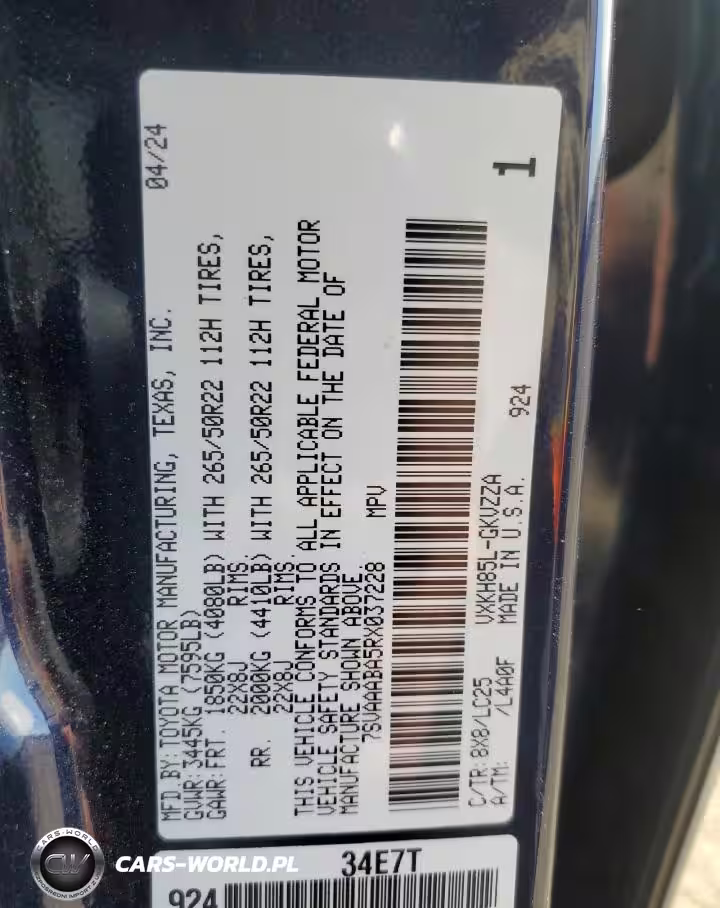 MFD.BY:TOYOTA MOTOR MANUFACTURING, TEXAS, INC. 04/24
GVWR:3445KG(7595LB)
GAWR:FRT. 1850KG(4080LB)WITH 265/50R22 112H TIRES,
22X8J RIMS.
RR. 2000KG(4410LB)WITH 265/50R22 112H TIRES,
22X8J RIMS.
THIS VEHICLE CONFORMS TO ALL APPLICABLE FEDERAL MOTOR
VEHICLE SAFETY STANDARDS IN EFFECT ON THE DATE OF
MANUFACTURE SHOWN ABOVE.
7SVAAABA5RX037228 MPV
C/TR:8X8/LC25 VXKH85L-GKVZZA 924
A/TM: /L4A0F MADE IN U.S.A.
1
34E7T
924
CARS-WORLD
CW
CARS-WORLD.PL